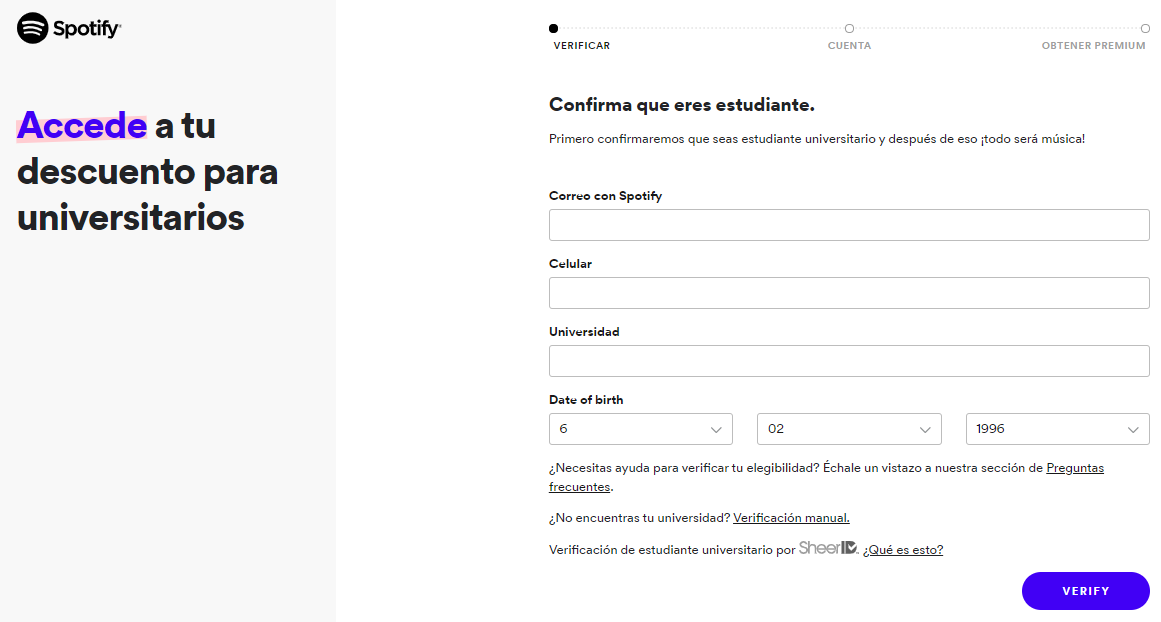 Spotify
Accede a tu
descuento para
universitarios
VERIFICAR
CUENTA
OBTENER PREMIUM
Confirma que eres estudiante.
Primero confirmaremos que seas estudiante universitario y después de eso ¡todo será música!
Correo con Spotify
Celular
Universidad
Date of birth
6
02
1996
¿Necesitas ayuda para verificar tu elegibilidad? Échale un vistazo a nuestra sección de Preguntas
frecuentes.
¿No encuentras tu universidad? Verificación manual.
Verificación de estudiante universitario por SheerID. ¿Qué es esto?
VERIFY